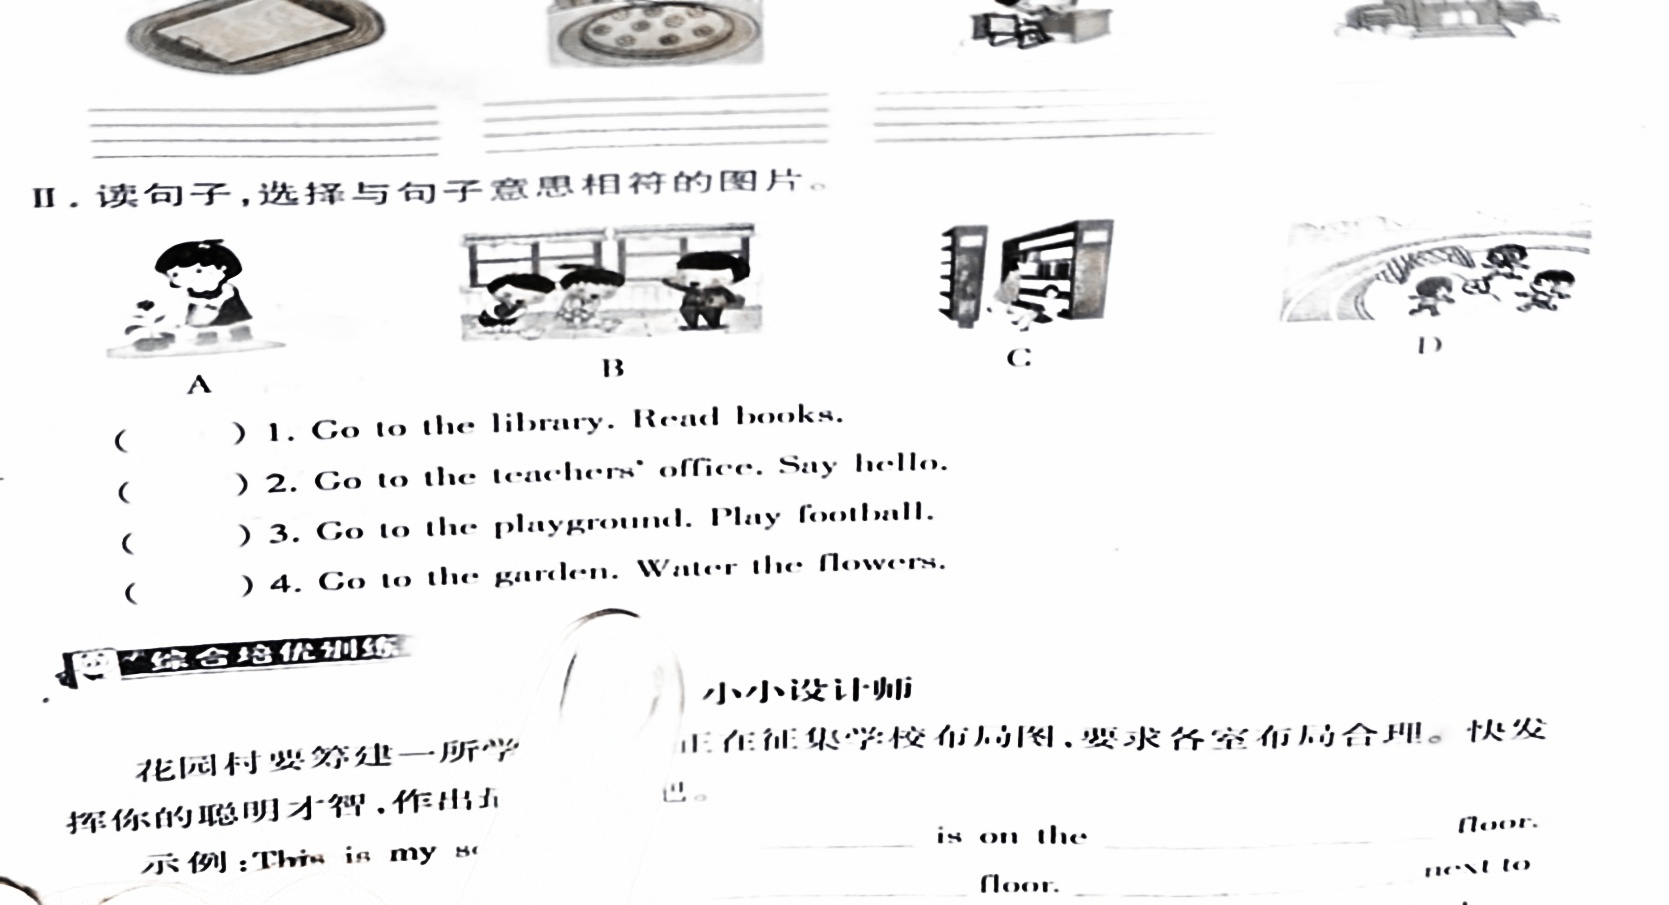 II.读句子,选择与句子意思相符的图片。
A B C D
( ) 1. Go to the library. Read books.
( ) 2. Go to the teachers' office. Say hello.
( ) 3. Go to the playground. Play football.
( ) 4. Go to the garden. Water the flowers.
综合培优训练
小小设计师
花园村要筹建一所学 正在征集学校布局图,要求各室布局合理。快发
挥你的聪明才智,作出 吧。
示例:This is my ______ is on the ______ floor.
______ floor. ______ next to